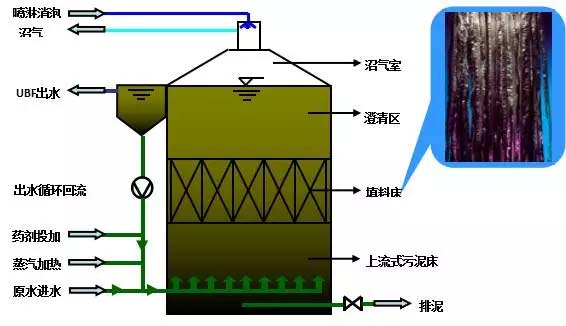 喷淋消泡
沼气
沼气室
UBF出水
澄清区
出水循环回流
填料床
药剂投加
蒸汽加热
上流式污泥床
原水进水
排泥